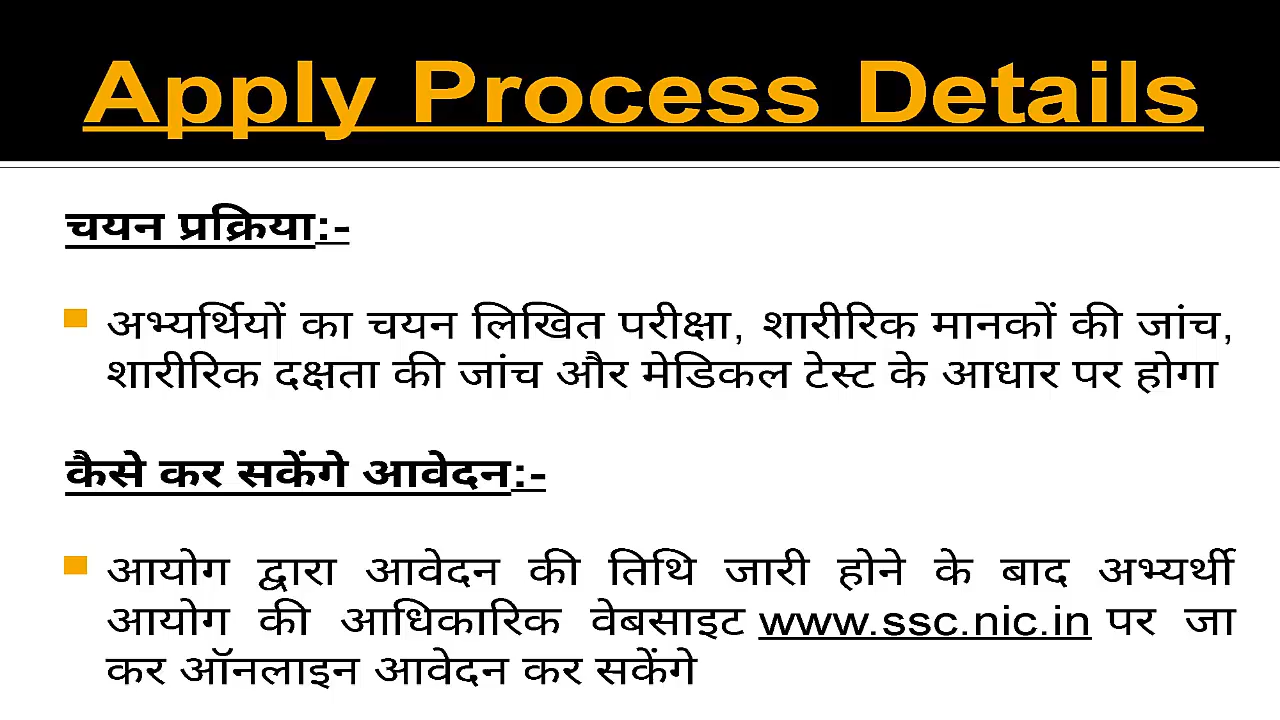 Apply Process Details
चयन प्रक्रिया:-
अभ्यर्थियों का चयन लिखित परीक्षा, शारीरिक मानकों की जांच,
शारीरिक दक्षता की जांच और मेडिकल टेस्ट के आधार पर होगा
कैसे कर सकेंगे आवेदन:-
आयोग द्वारा आवेदन की तिथि जारी होने के बाद अभ्यर्थी
आयोग की आधिकारिक वेबसाइट www.ssc.nic.in पर जा
कर ऑनलाइन आवेदन कर सकेंगे